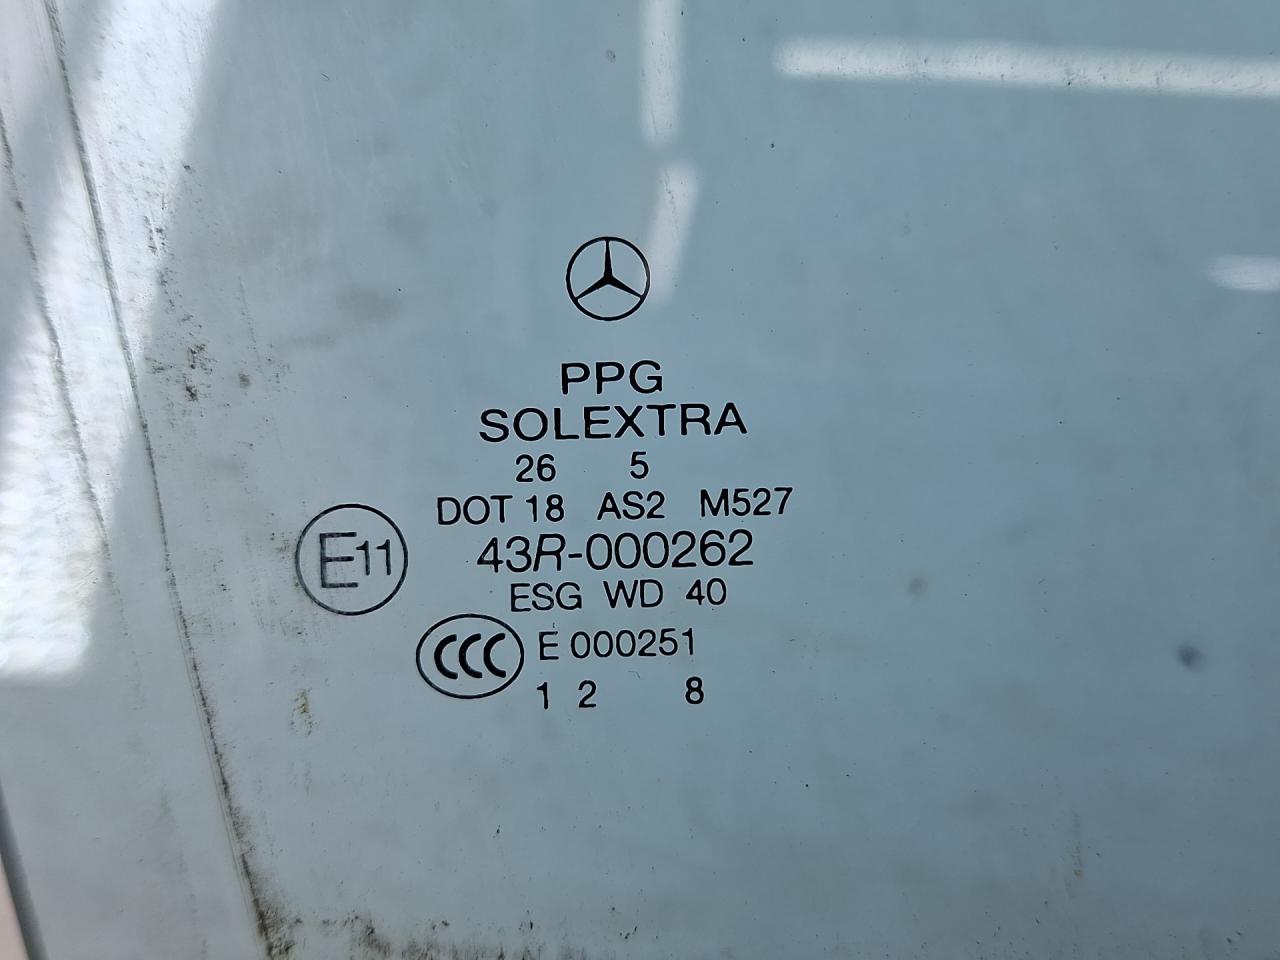 PPG
SOLEXTRA
26 5
DOT 18 AS2 M527
E11 43R-000262
ESG WD 40
CCC E 000251
1 2 8